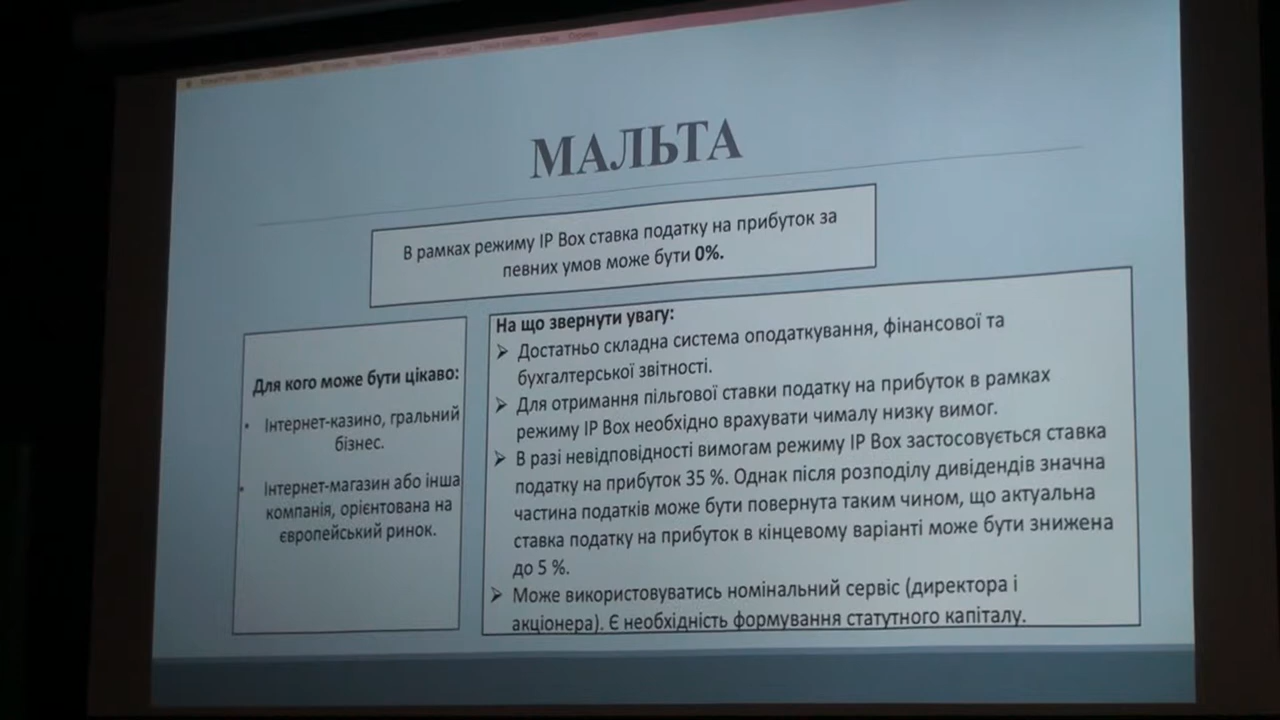 МАЛЬТА
В рамках режиму IP Box ставка податку на прибуток за
певних умов може бути 0%.
Для кого може бути цікаво:
• Інтернет-казино, гральний
бізнес.
• Інтернет-магазин або інша
компанія, орієнтована на
європейський ринок.
На що звернути увагу:
➢ Достатньо складна система оподаткування, фінансової та
бухгалтерської звітності.
➢ Для отримання пільгової ставки податку на прибуток в рамках
режиму IP Box необхідно врахувати чималу низку вимог.
➢ В разі невідповідності вимогам режиму IP Box застосовується ставка
податку на прибуток 35 %. Однак після розподілу дивідендів значна
частина податків може бути повернута таким чином, що актуальна
ставка податку на прибуток в кінцевому варіанті може бути знижена
до 5 %.
➢ Може використовуватись номінальний сервіс (директора і
акціонера). Є необхідність формування статутного капіталу.